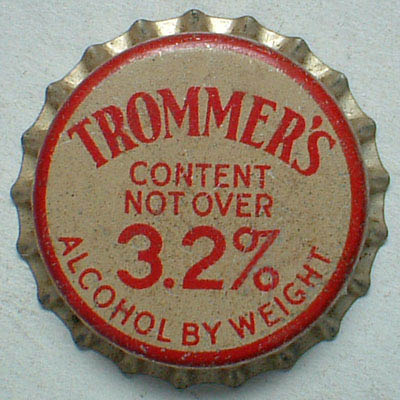 TROMMER'S
CONTENT
NOT OVER
3.2%
ALCOHOL BY WEIGHT